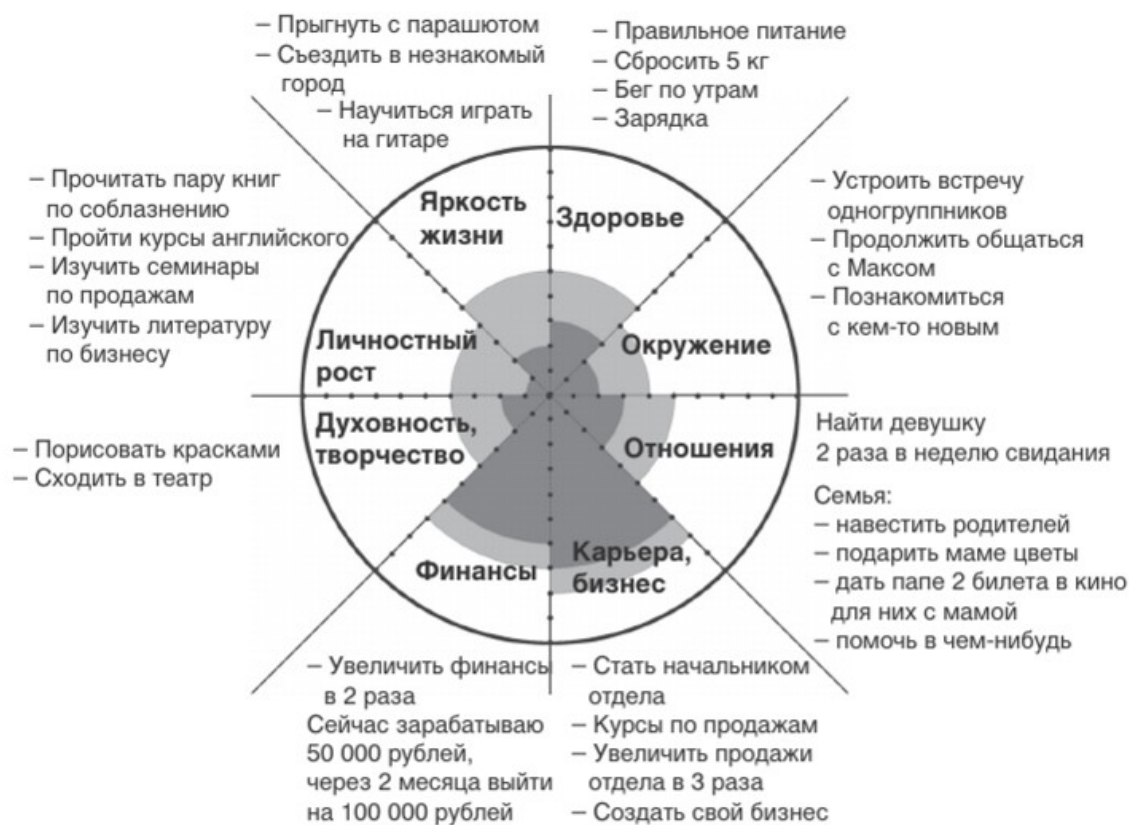 – Прыгнуть с парашютом
– Съездить в незнакомый
город
– Научиться играть
на гитаре
– Правильное питание
– Сбросить 5 кг
– Бег по утрам
– Зарядка
– Прочитать пару книг
по соблазнению
– Пройти курсы английского
– Изучить семинары
по продажам
– Изучить литературу
по бизнесу
Яркость
жизни
Здоровье
– Устроить встречу
одногруппников
– Продолжить общаться
с Максом
– Познакомиться
с кем-то новым
Личностный
рост
Окружение
– Порисовать красками
– Сходить в театр
Духовность,
творчество
Отношения
Найти девушку
2 раза в неделю свидания
Семья:
– навестить родителей
– подарить маме цветы
– дать папе 2 билета в кино
для них с мамой
– помочь в чем-нибудь
Финансы
Карьера,
бизнес
– Увеличить финансы
в 2 раза
Сейчас зарабатываю
50 000 рублей,
через 2 месяца выйти
на 100 000 рублей
– Стать начальником
отдела
– Курсы по продажам
– Увеличить продажи
отдела в 3 раза
– Создать свой бизнес